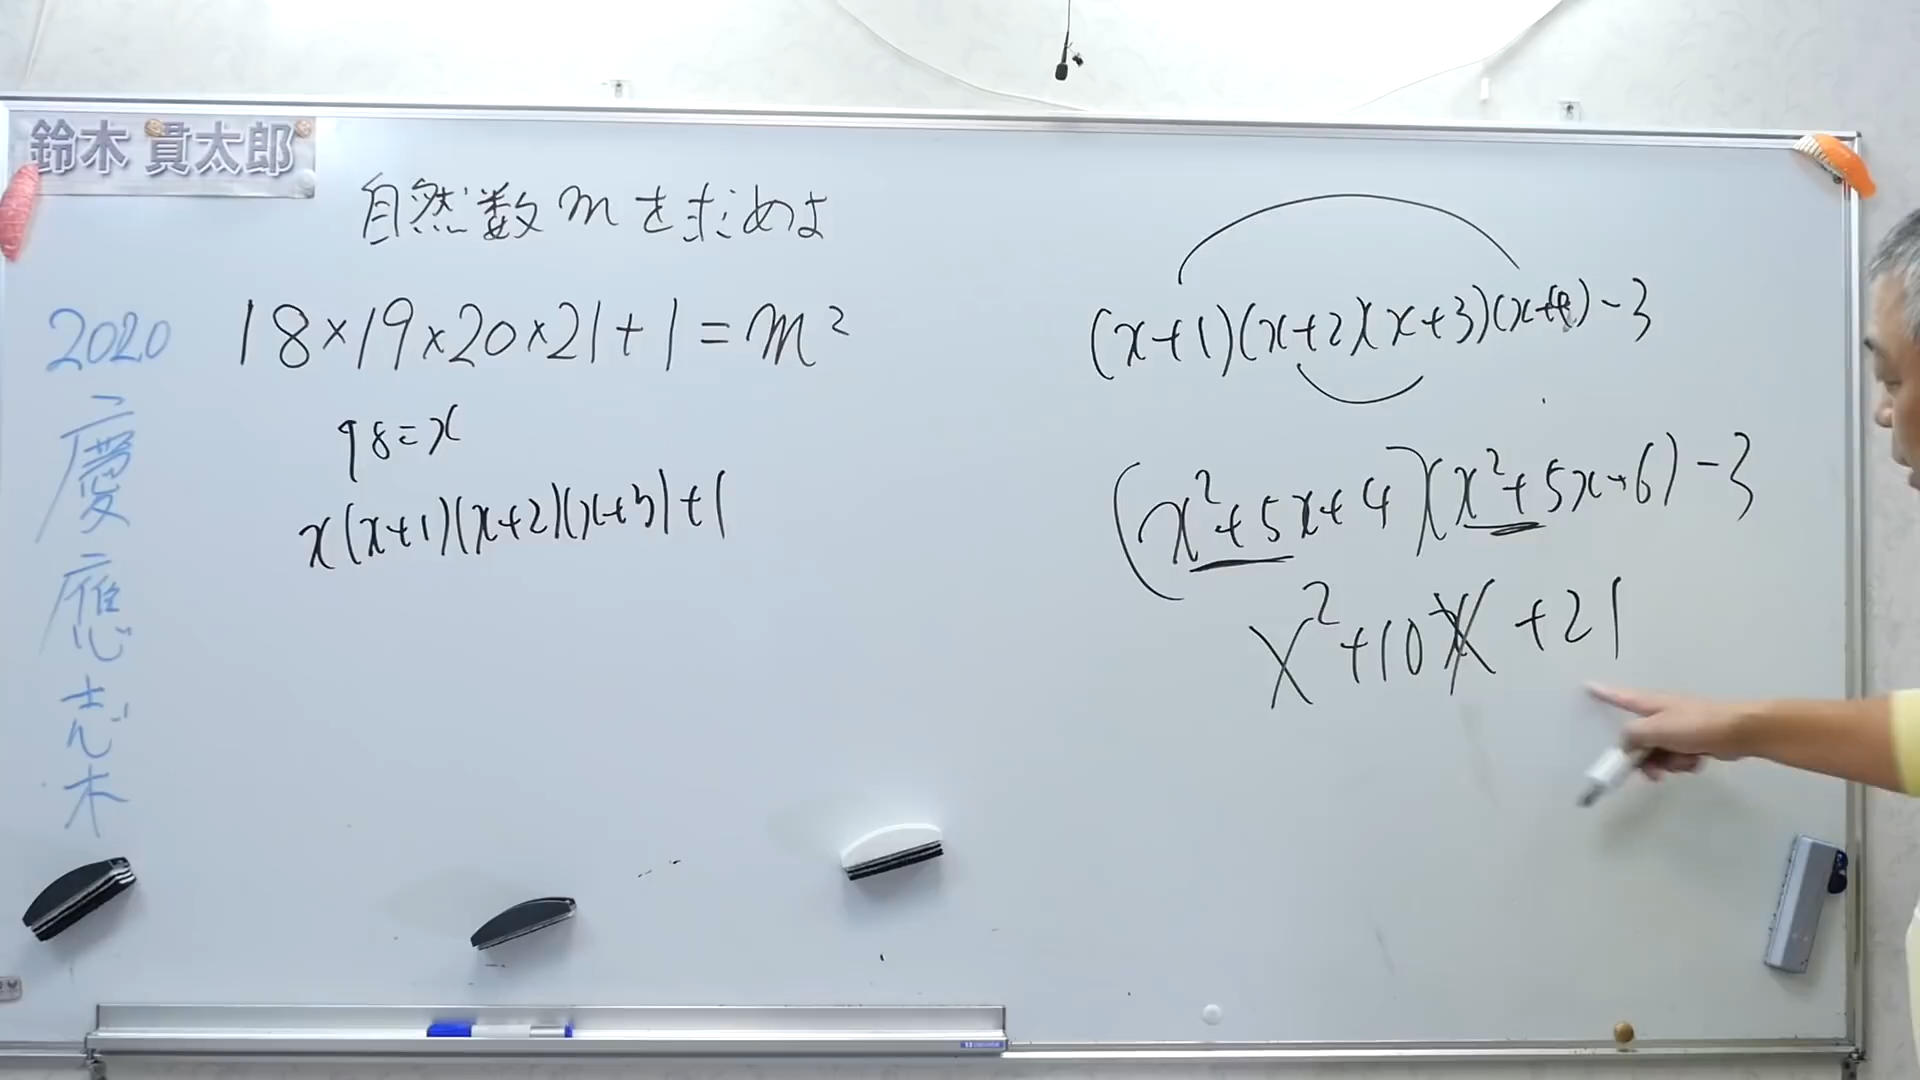 鈴木 貫太郎
自然数mを求めよ
18×19×20×21+1=m²
2020 慶應志木
18=x
x(x+1)(x+2)(x+3)+1
(x+1)(x+2)(x+3)(x+4)-3
(x²+5x+4)(x²+5x+6)-3
X²+10X+21